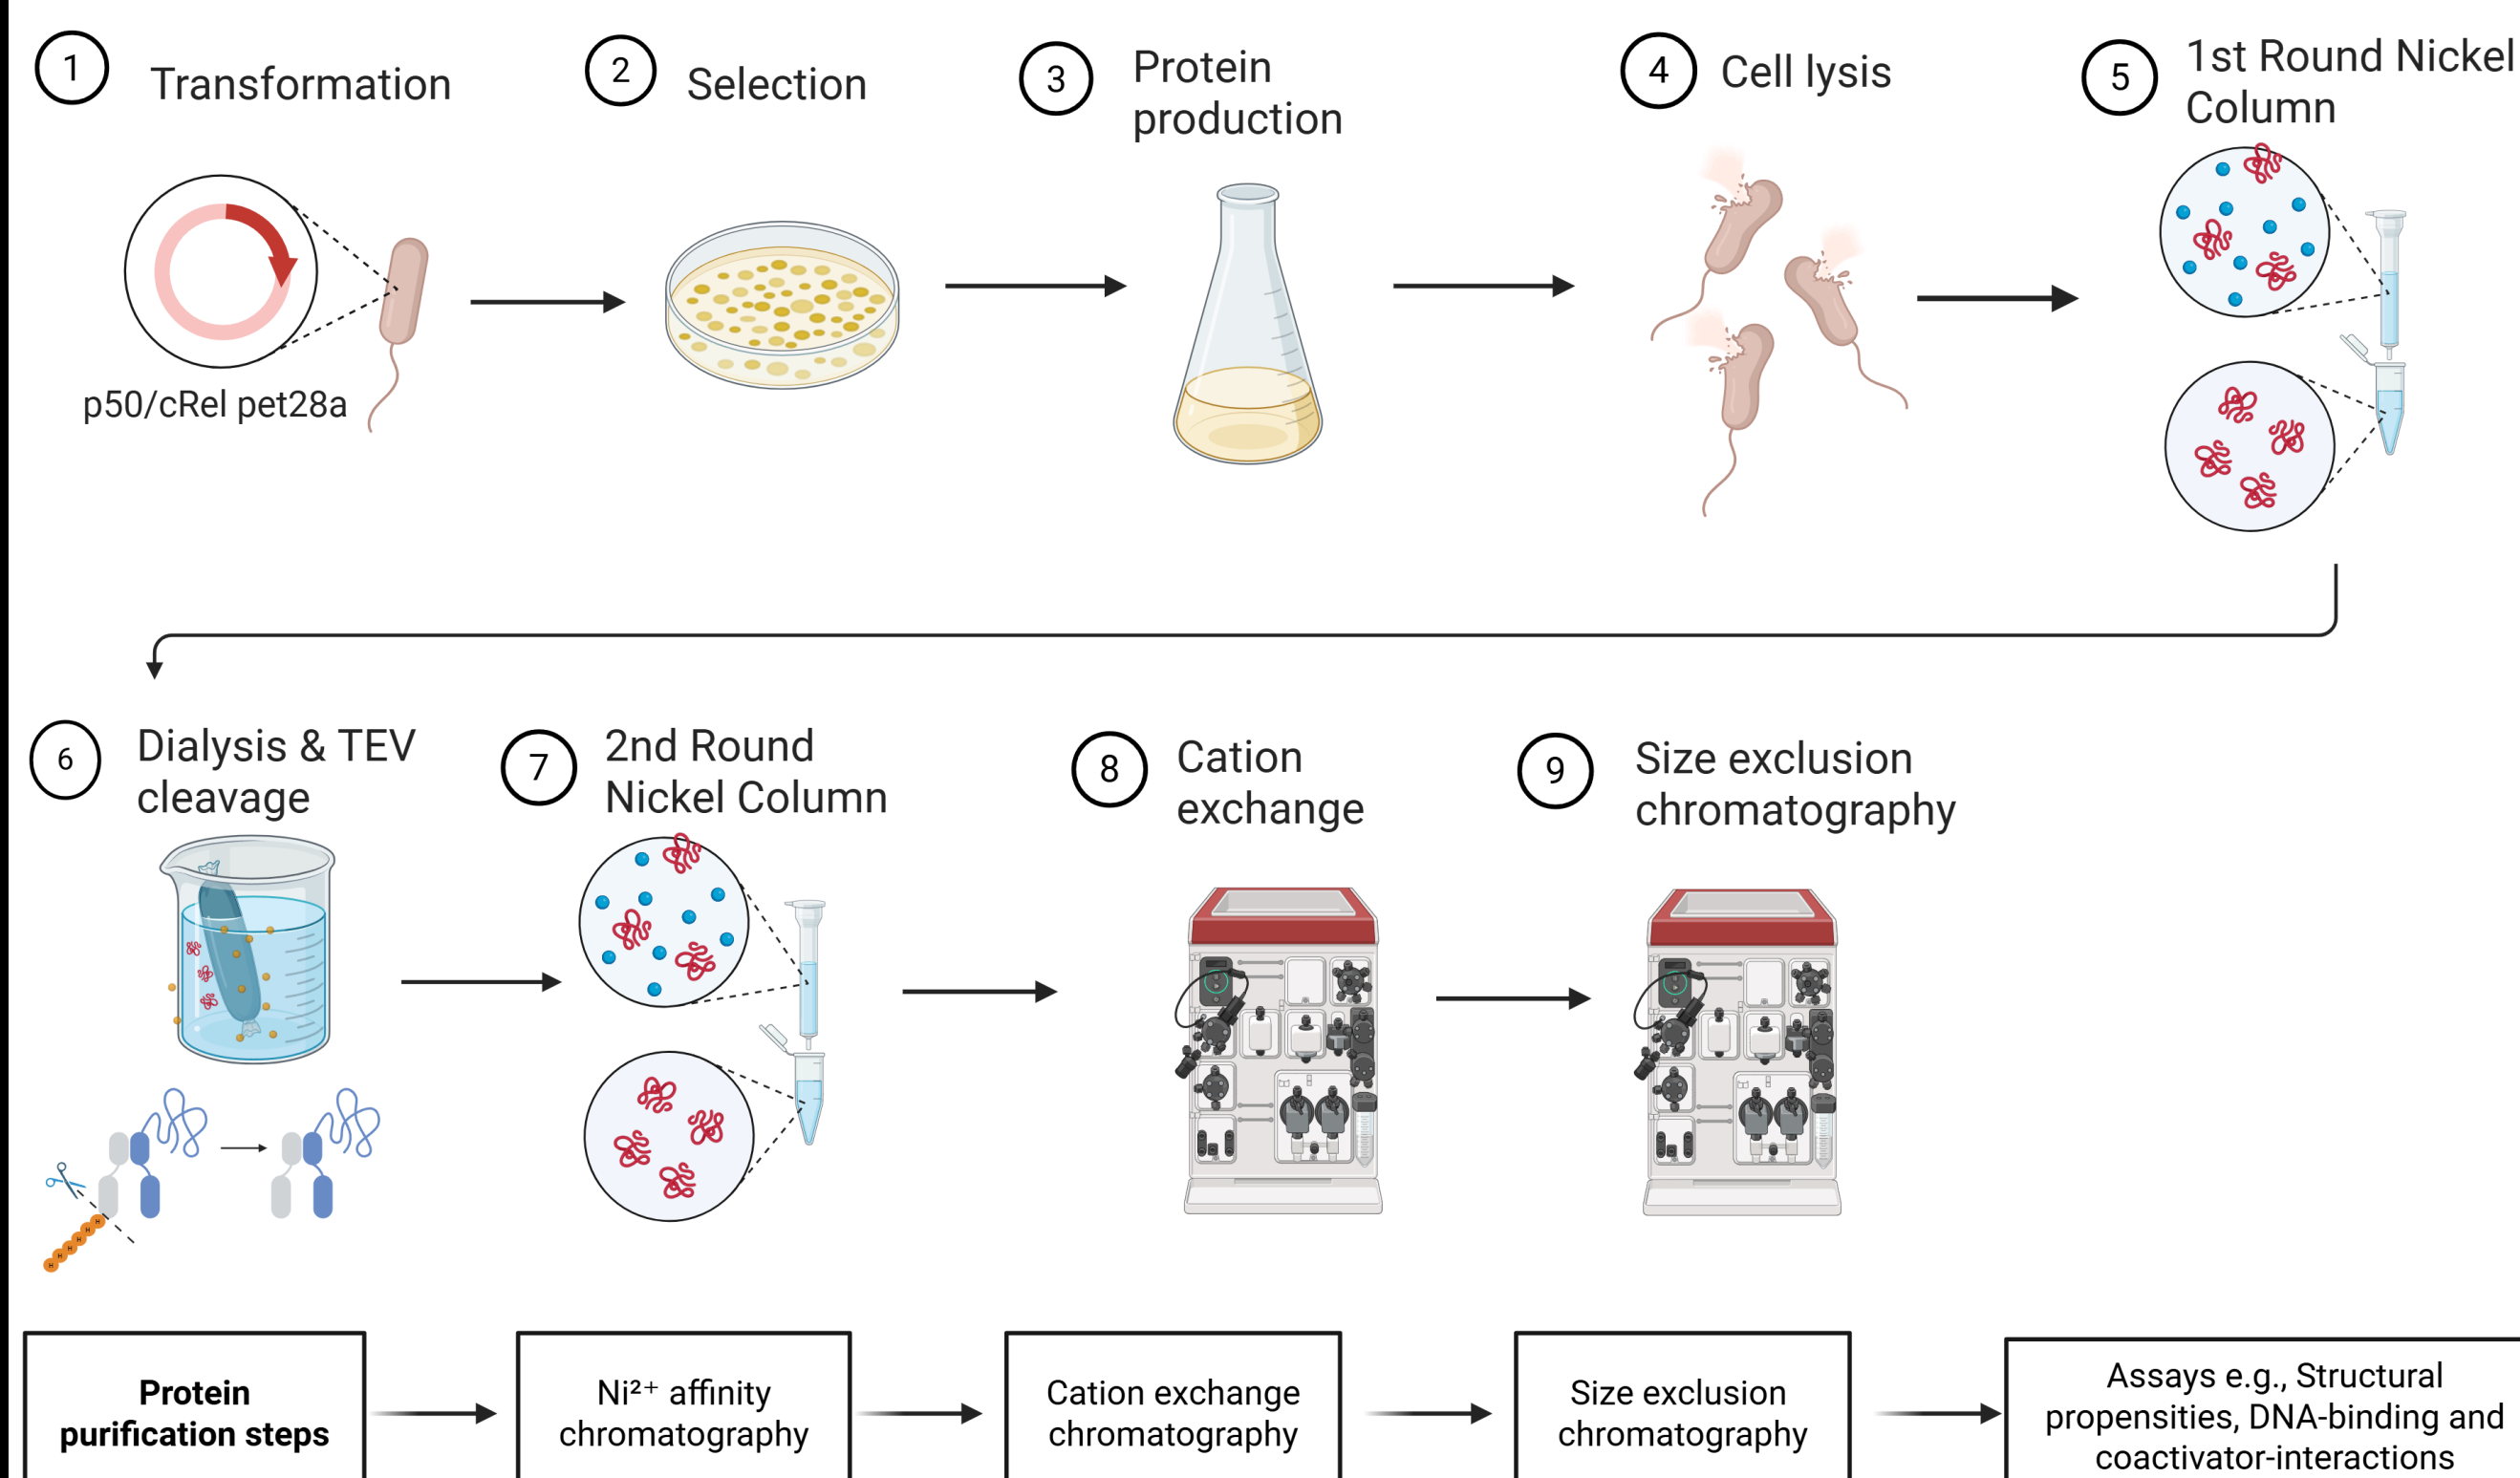 1
Transformation
2
Selection
3
Protein
production
4
Cell lysis
5
1st Round Nickel
Column
p50/cRel pet28a
6
Dialysis & TEV
cleavage
7
2nd Round
Nickel Column
8
Cation
exchange
9
Size exclusion
chromatography
H
H
H
H
H
H
Protein
purification steps
Ni²⁺ affinity
chromatography
Cation exchange
chromatography
Size exclusion
chromatography
Assays e.g., Structural
propensities, DNA-binding and
coactivator-interactions